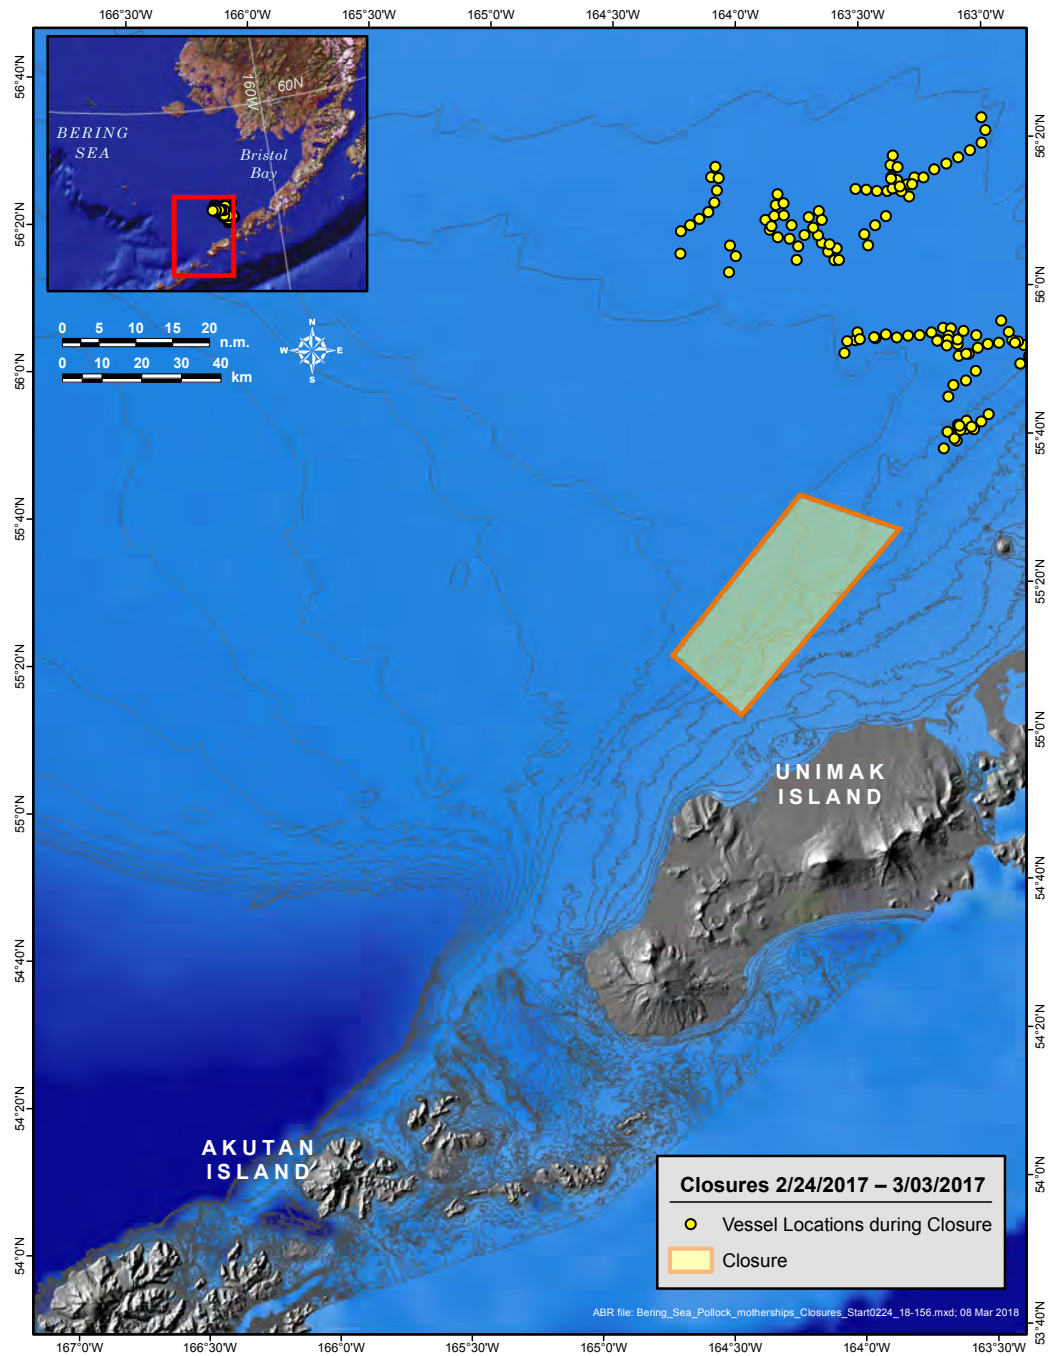 166°30'W 166°0'W 165°30'W 165°0'W 164°30'W 164°0'W 163°30'W 163°0'W
56°40'N
56°20'N
56°0'N
55°40'N
55°20'N
55°0'N
54°40'N
54°20'N
54°0'N
BERING
SEA
160W
60N
Bristol
Bay
0 5 10 15 20
n.m.
0 10 20 30 40
km
N
W E
S
56°20'N
56°0'N
55°40'N
55°20'N
55°0'N
54°40'N
54°20'N
54°0'N
53°40'N
UNIMAK
ISLAND
AKUTAN
ISLAND
Closures 2/24/2017 – 3/03/2017
Vessel Locations during Closure
Closure
ABR file: Bering_Sea_Pollock_motherships_Closures_Start0224_18-156.mxd; 08 Mar 2018
167°0'W 166°30'W 166°0'W 165°30'W 165°0'W 164°30'W 164°0'W 163°30'W